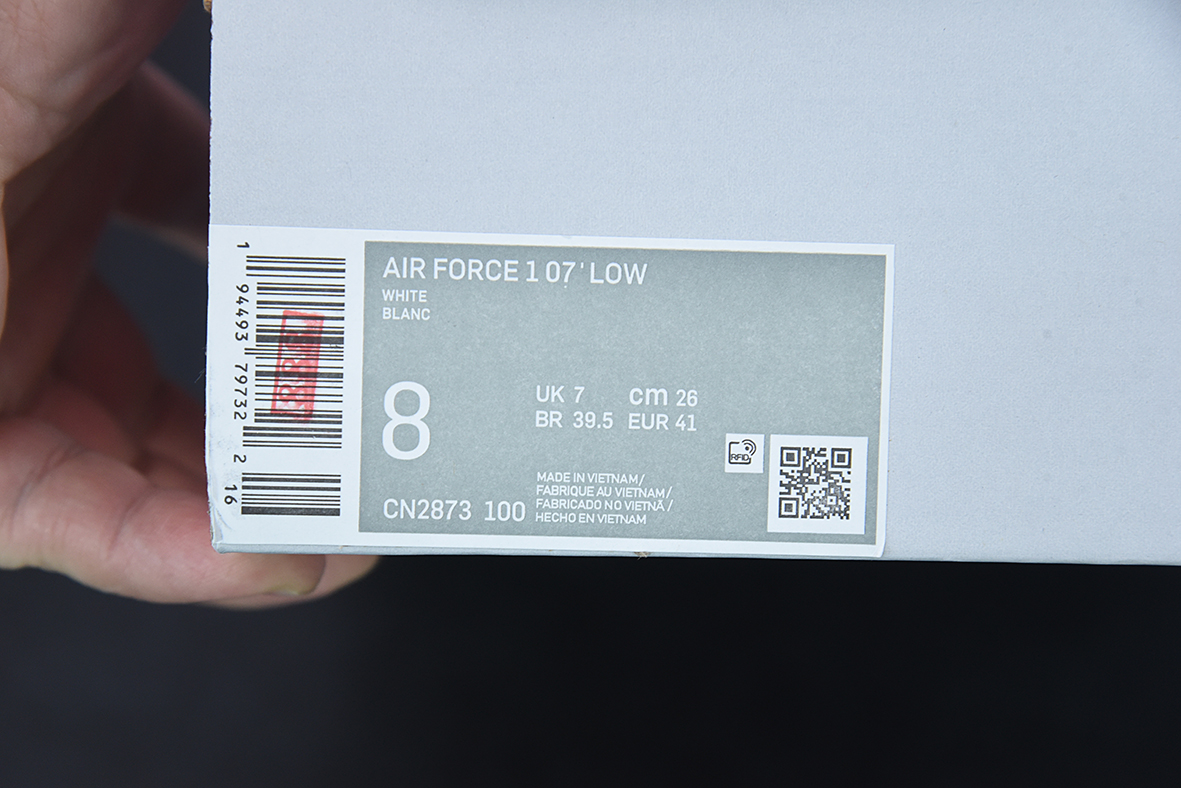 AIR FORCE 1 07 ' LOW
WHITE
BLANC
8
UK 7 cm 26
BR 39.5 EUR 41
RFID
MADE IN VIETNAM/
FABRIQUE AU VIETNAM/
FABRICADO NO VIETNÃ /
HECHO EN VIETNAM
CN2873 100
1 94493 79732 2
16